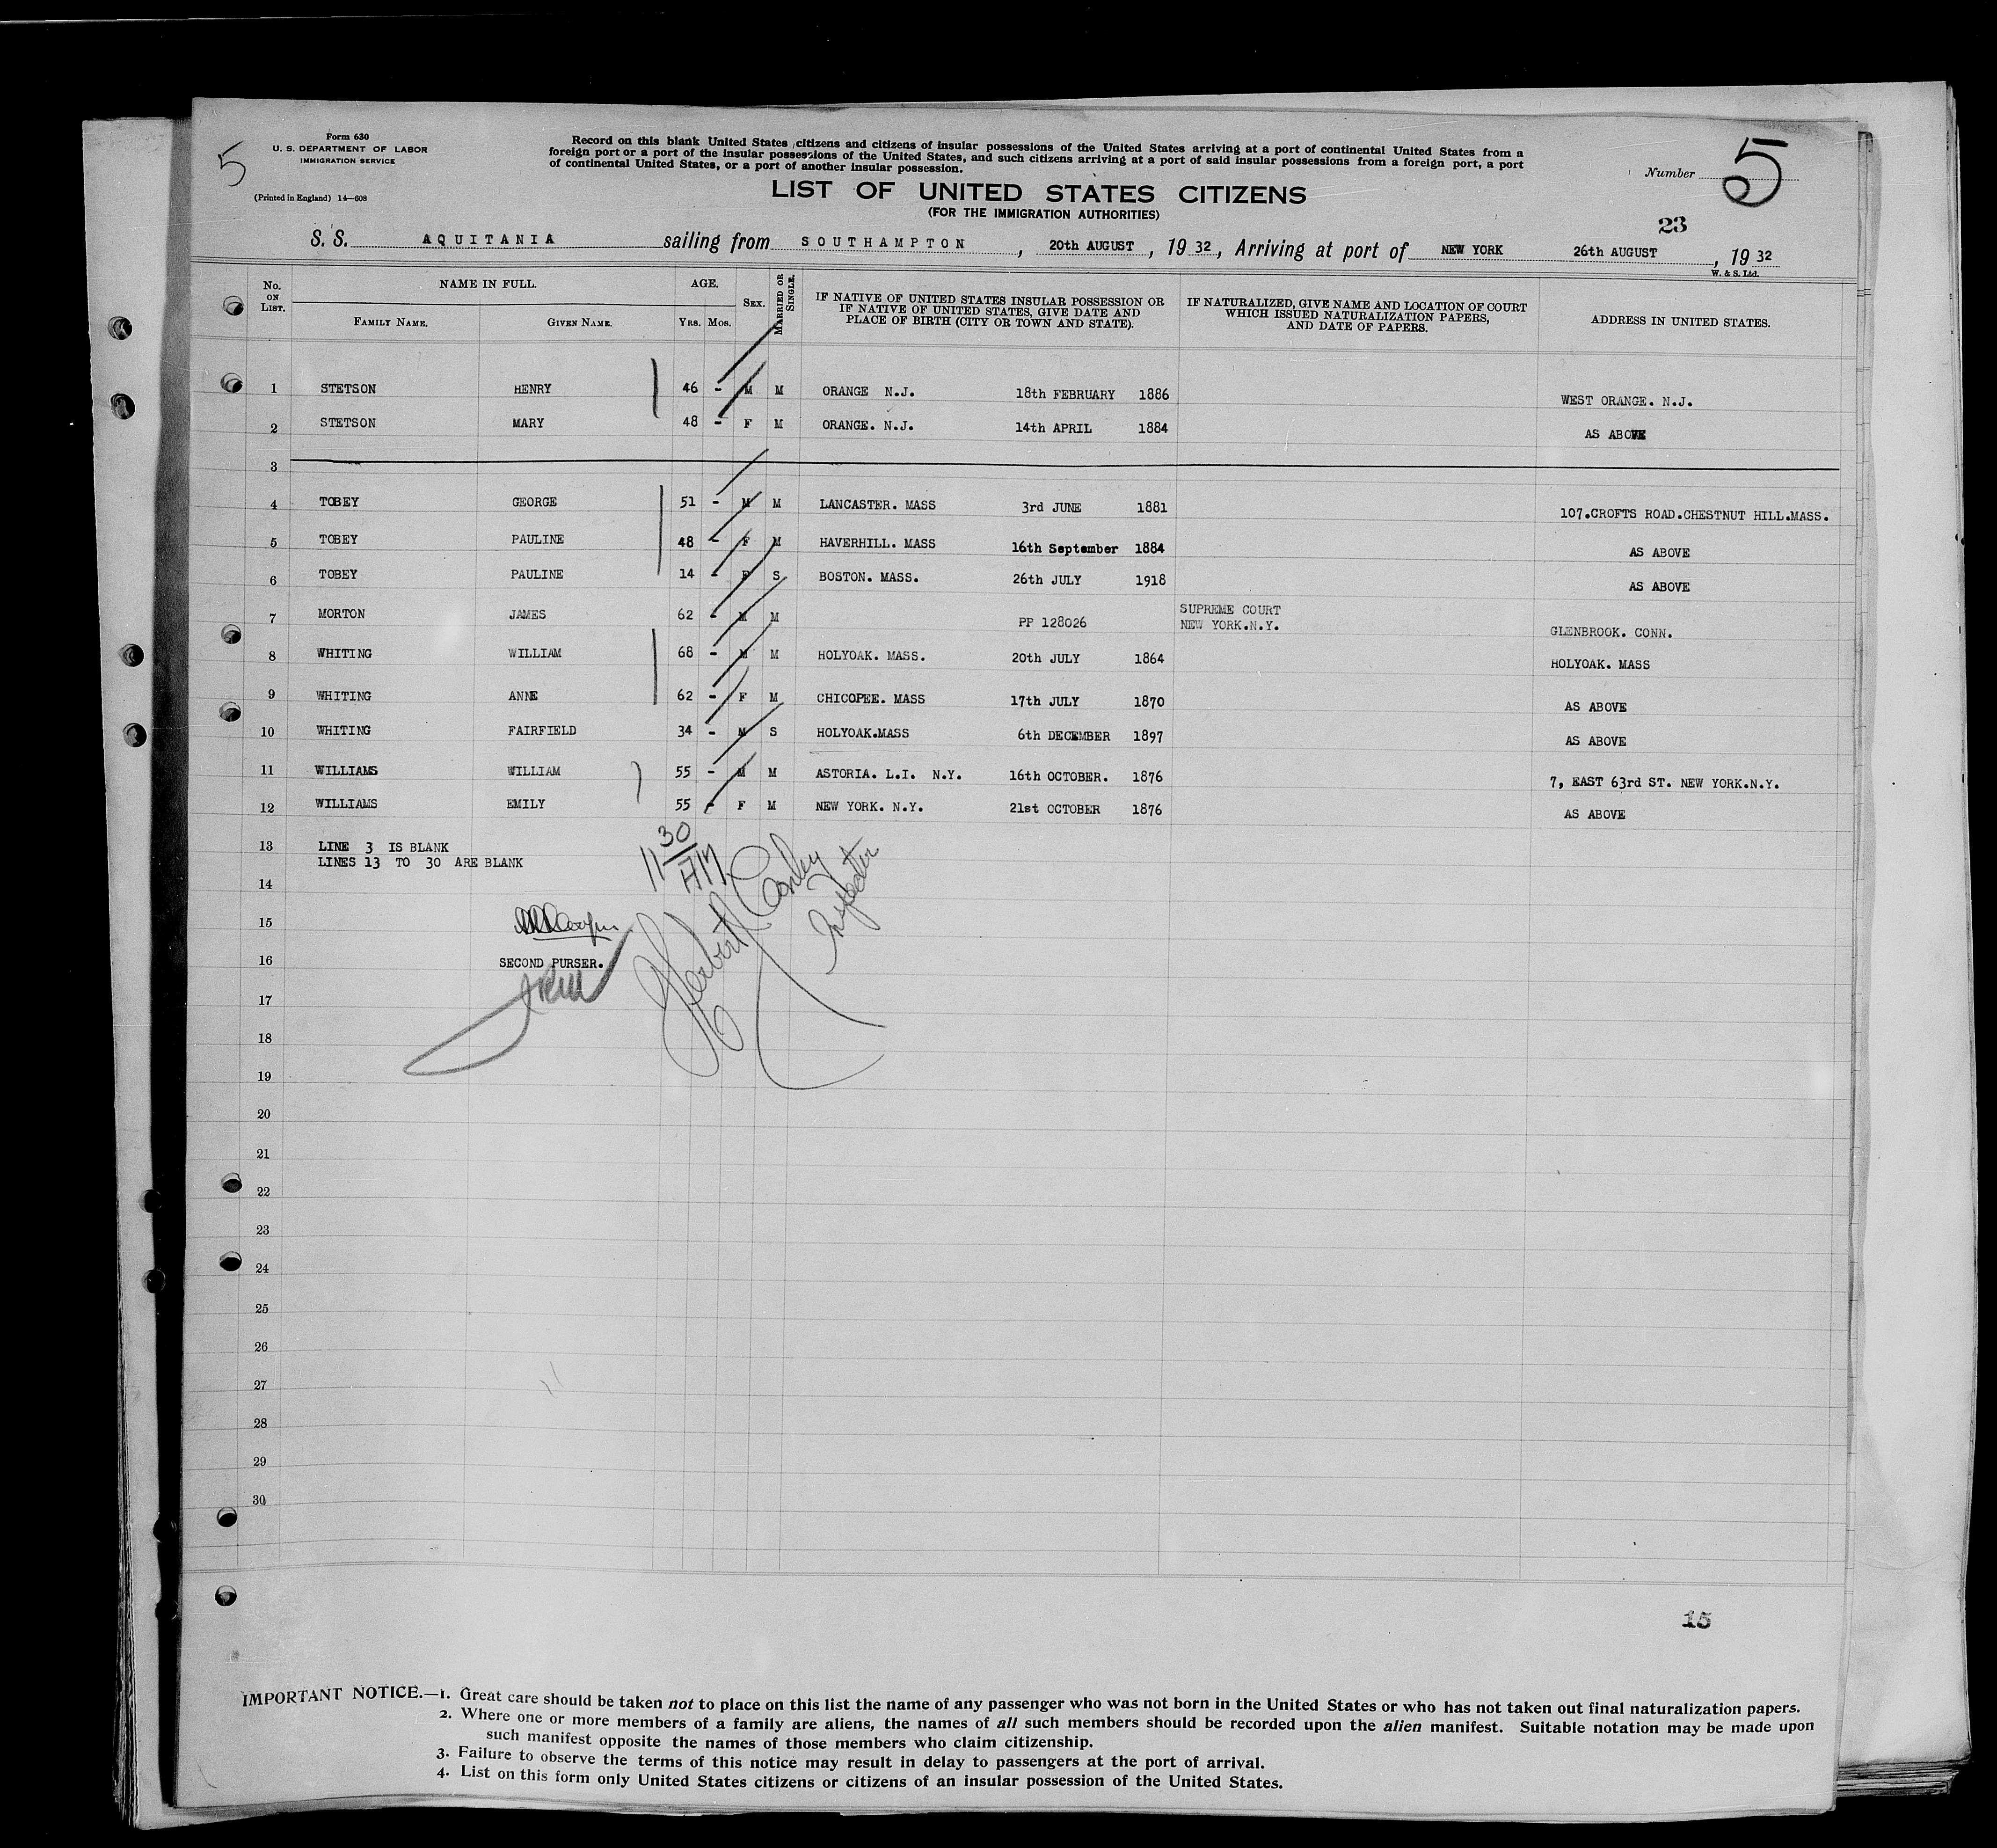 Form 630
U. S. DEPARTMENT OF LABOR
IMMIGRATION SERVICE
(Printed in England) 14—608
5
Record on this blank United States citizens and citizens of insular possessions of the United States arriving at a port of continental United States from a
foreign port or a port of the insular possessions of the United States, and such citizens arriving at a port of said insular possessions from a foreign port, a port
of continental United States, or a port of another insular possession.
Number 5
LIST OF UNITED STATES CITIZENS
(FOR THE IMMIGRATION AUTHORITIES)
23
S. S. AQUITANIA sailing from SOUTHAMPTON, 20th AUGUST, 19 32, Arriving at port of NEW YORK 26th AUGUST, 19 32
W. & S. Ltd.
No. ON LIST. NAME IN FULL. FAMILY NAME. GIVEN NAME. AGE. YRS. MOS. SEX. MARRIED OR SINGLE. IF NATIVE OF UNITED STATES INSULAR POSSESSION OR IF NATIVE OF UNITED STATES, GIVE DATE AND PLACE OF BIRTH (CITY OR TOWN AND STATE). IF NATURALIZED, GIVE NAME AND LOCATION OF COURT WHICH ISSUED NATURALIZATION PAPERS, AND DATE OF PAPERS. ADDRESS IN UNITED STATES.
1 STETSON HENRY 46 - M M ORANGE N.J. 18th FEBRUARY 1886 WEST ORANGE. N.J.
2 STETSON MARY 48 - F M ORANGE. N.J. 14th APRIL 1884 AS ABOVE
3
4 TOBEY GEORGE 51 - M M LANCASTER. MASS 3rd JUNE 1881 107.CROFTS ROAD.CHESTNUT HILL.MASS.
5 TOBEY PAULINE 48 - F M HAVERHILL. MASS 16th September 1884 AS ABOVE
6 TOBEY PAULINE 14 - F S BOSTON. MASS. 26th JULY 1918 AS ABOVE
7 MORTON JAMES 62 - M M PP 128026 SUPREME COURT NEW YORK.N.Y. GLENBROOK. CONN.
8 WHITING WILLIAM 68 - M M HOLYOAK. MASS. 20th JULY 1864 HOLYOAK. MASS
9 WHITING ANNE 62 - F M CHICOPEE. MASS 17th JULY 1870 AS ABOVE
10 WHITING FAIRFIELD 34 - M S HOLYOAK.MASS 6th DECEMBER 1897 AS ABOVE
11 WILLIAMS WILLIAM 55 - M M ASTORIA. L.I. N.Y. 16th OCTOBER. 1876 7, EAST 63rd ST. NEW YORK.N.Y.
12 WILLIAMS EMILY 55 - F M NEW YORK. N.Y. 21st OCTOBER 1876 AS ABOVE
13 LINE 3 IS BLANK
LINES 13 TO 30 ARE BLANK
11 30 AM
Herbert Conley
Inspector
14
15
16 SECOND PURSER.
17
18
19
20
21
22
23
24
25
26
27
28
29
30
15
IMPORTANT NOTICE.—1. Great care should be taken not to place on this list the name of any passenger who was not born in the United States or who has not taken out final naturalization papers.
2. Where one or more members of a family are aliens, the names of all such members should be recorded upon the alien manifest. Suitable notation may be made upon
such manifest opposite the names of those members who claim citizenship.
3. Failure to observe the terms of this notice may result in delay to passengers at the port of arrival.
4. List on this form only United States citizens or citizens of an insular possession of the United States.